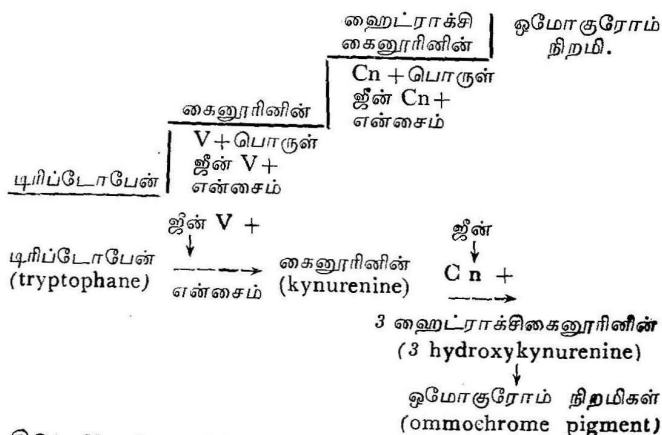 ஹைட்ராக்சி
கைனூரினின்
ஒமோகுரோம்
நிறமி.
Cn + பொருள்
ஜீன் Cn +
என்சைம்
கைனூரினின்
V + பொருள்
ஜீன் V +
என்சைம்
டிரிப்டோபேன்
ஜீன் V +
டிரிப்டோபேன்
(tryptophane)
என்சைம்
கைனூரினின்
(kynurenine)
ஜீன்
C n +
3 ஹைட்ராக்சிகைனூரினின்
(3 hydroxykynurenine)
ஒமோகுரோம் நிறமிகள்
(ommochrome pigment)